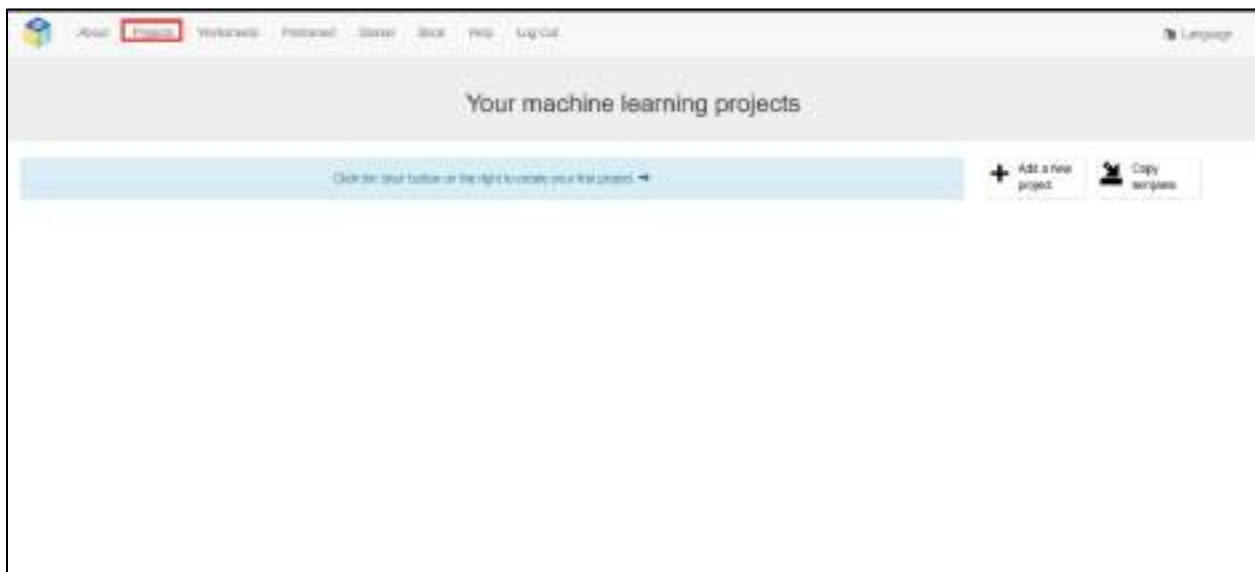 About Projects Worksheets Pretrained Stories Book Help Log Out
Language
Your machine learning projects
Click the 'plus' button on the right to create your first project. ➜
Add a new
project
Copy
template